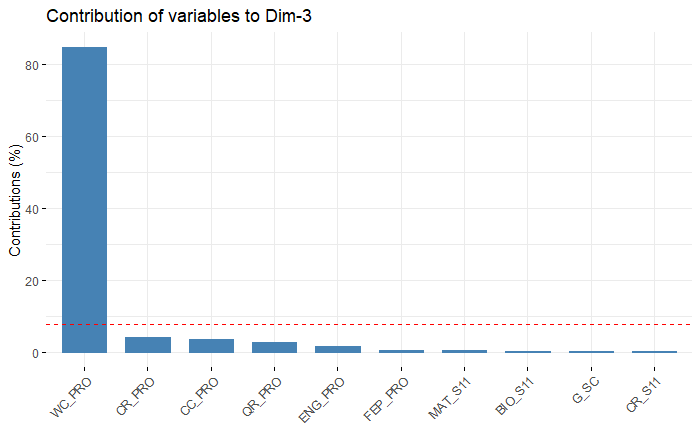 Contribution of variables to Dim-3
Contributions (%)
80
60
40
20
0
WC_PRO
CR_PRO
CC_PRO
QR_PRO
ENG_PRO
FEP_PRO
MAT_S11
BIO_S11
G_SC
CR_S11